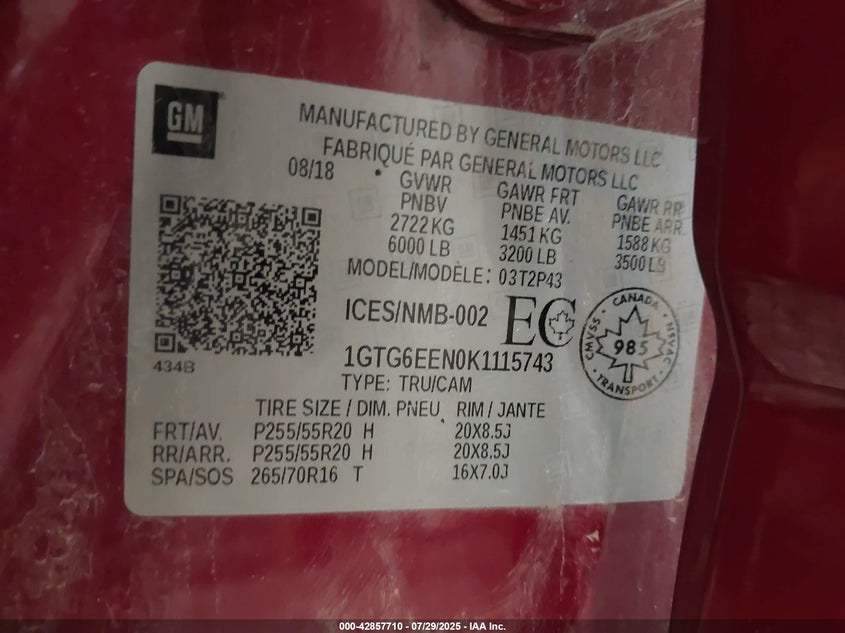 GM
MANUFACTURED BY GENERAL MOTORS LLC
FABRIQUÉ PAR GENERAL MOTORS LLC
08/18
GVWR GAWR FRT GAWR RR
PNBV PNBE AV. PNBE ARR.
2722 KG 1451 KG 1588 KG
6000 LB 3200 LB 3500 LB
MODEL/MODÈLE: 03T2P43
ICES/NMB-002 EC
CANADA
CMVSS 985 NSVAC
TRANSPORT
434B
1GTG6EEN0K1115743
TYPE: TRU/CAM
TIRE SIZE / DIM. PNEU RIM / JANTE
FRT/AV. P255/55R20 H 20X8.5J
RR/ARR. P255/55R20 H 20X8.5J
SPA/SOS 265/70R16 T 16X7.0J
000-42857710 - 07/29/2025 - IAA Inc.